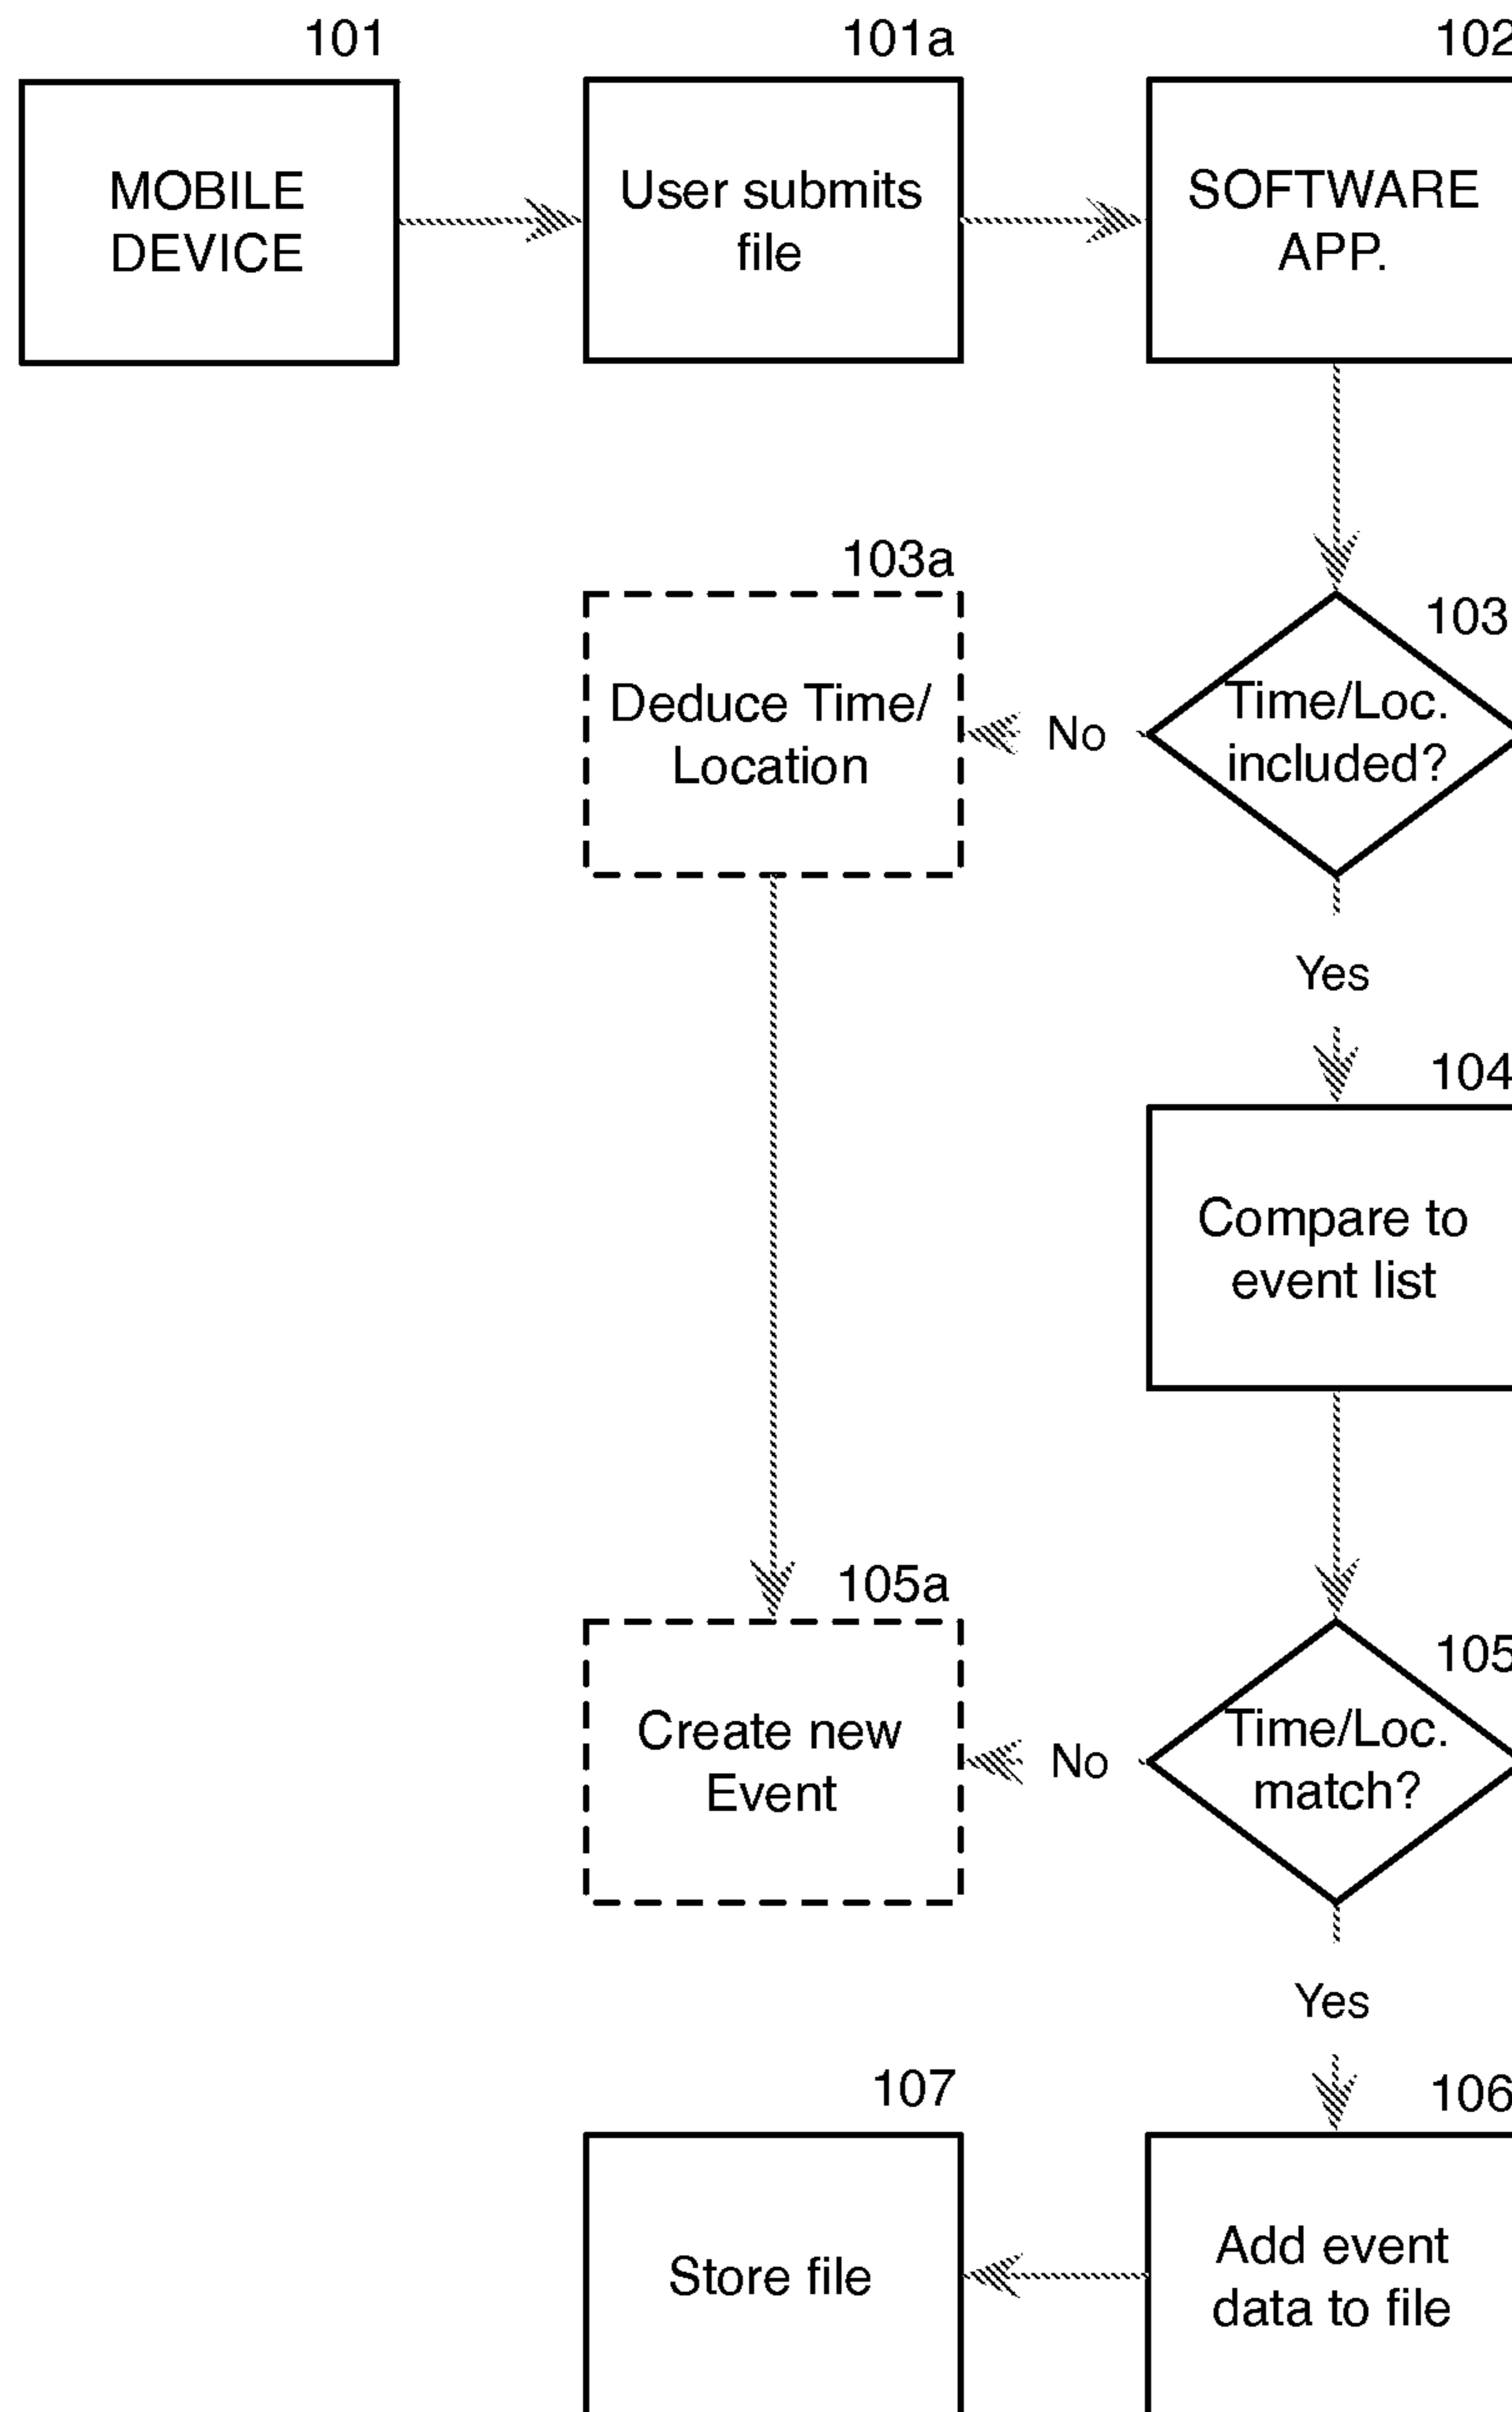 101
101a
102
MOBILE
DEVICE
User submits
file
SOFTWARE
APP.
103a
103
Deduce Time/
Location
No
Time/Loc.
included?
Yes
104
Compare to
event list
105a
105
Create new
Event
No
Time/Loc.
match?
Yes
107
106
Store file
Add event
data to file